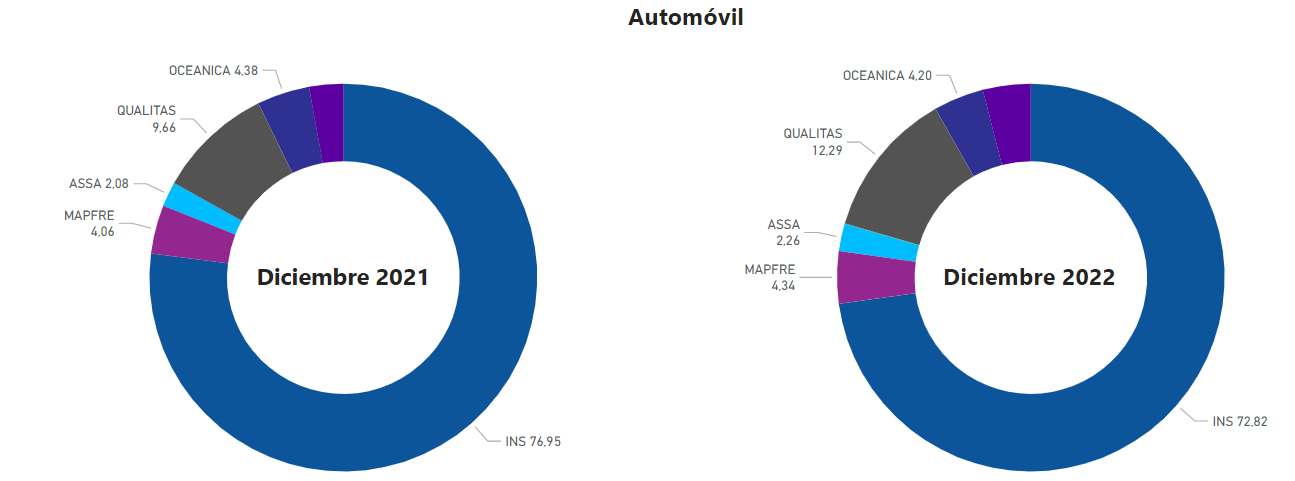 Automóvil
OCEANICA 4,38
QUALITAS
9,66
ASSA 2,08
MAPFRE
4,06
Diciembre 2021
INS 76,95
OCEANICA 4,20
QUALITAS
12,29
ASSA
2,26
MAPFRE
4,34
Diciembre 2022
INS 72,82